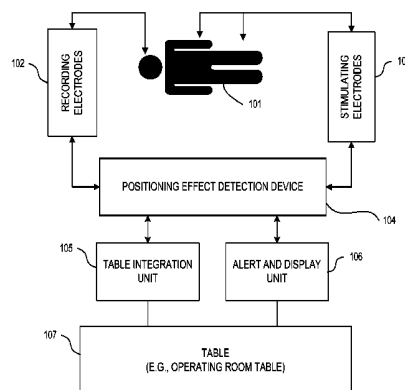 102
RECORDING
ELECTRODES
101
STIMULATING
ELECTRODES
10
POSITIONING EFFECT DETECTION DEVICE
104
105
TABLE INTEGRATION
UNIT
ALERT AND DISPLAY
UNIT
106
107
TABLE
(E.G., OPERATING ROOM TABLE)